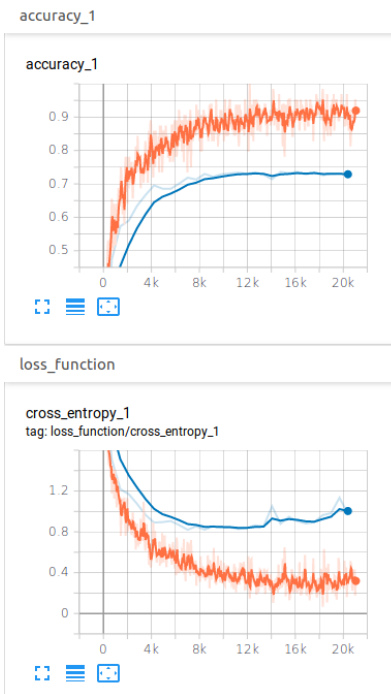 accuracy_1
accuracy_1
0.9
0.8
0.7
0.6
0.5
0 4k 8k 12k 16k 20k
loss_function
cross_entropy_1
tag: loss_function/cross_entropy_1
1.2
0.8
0.4
0
0 4k 8k 12k 16k 20k